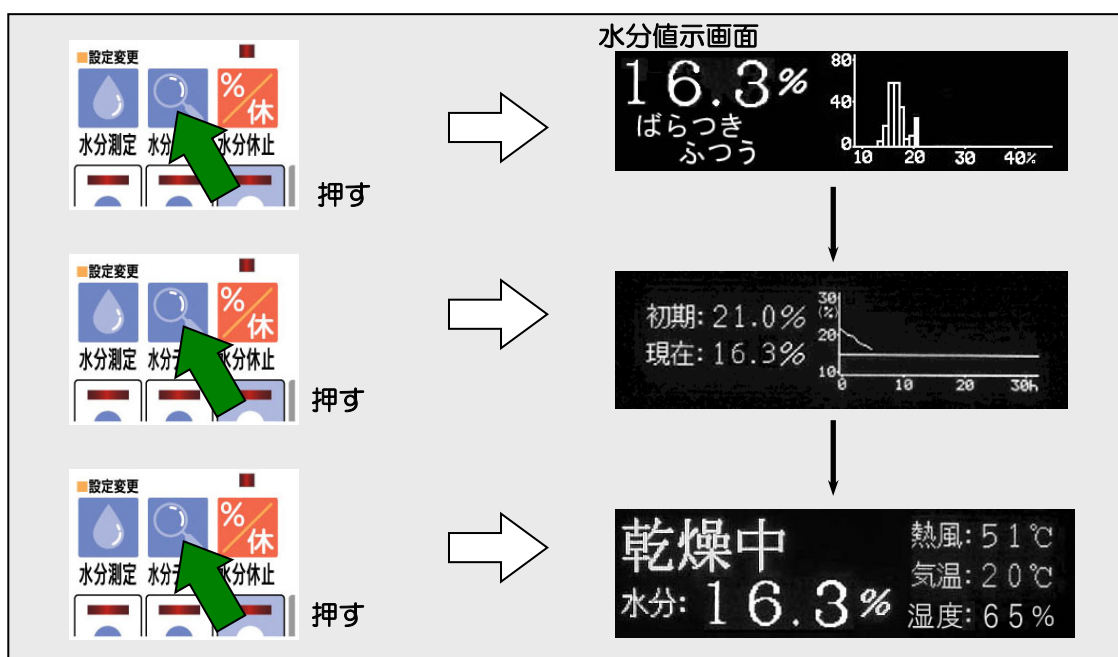 水分値示画面
■設定変更
%
休
水分測定
水分
水分休止
押す
16.3%
ばらつき
ふつう
80
40
0
10 20 30 40%
■設定変更
%
休
水分測定
水分
水分休止
押す
初期:21.0%
現在:16.3%
30
(%)
20
10
0 10 20 30h
■設定変更
%
休
水分測定
水分
水分休止
押す
乾燥中
水分:16.3%
熱風:51℃
気温:20℃
湿度:65%